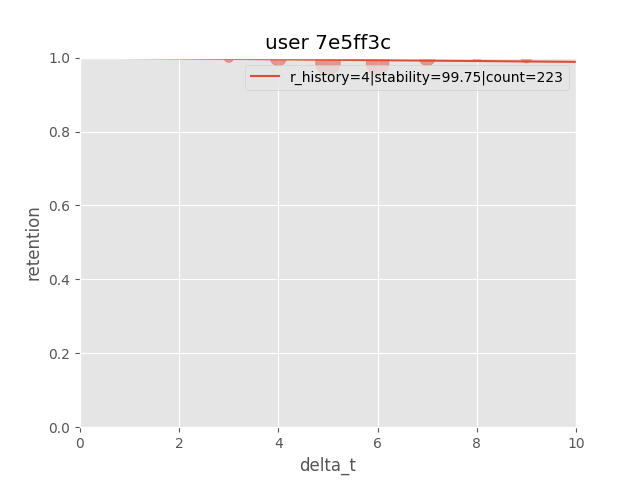 user 7e5ff3c
r_history=4|stability=99.75|count=223
1.0
0.8
0.6
0.4
0.2
0.0
retention
0 2 4 6 8 10
delta_t